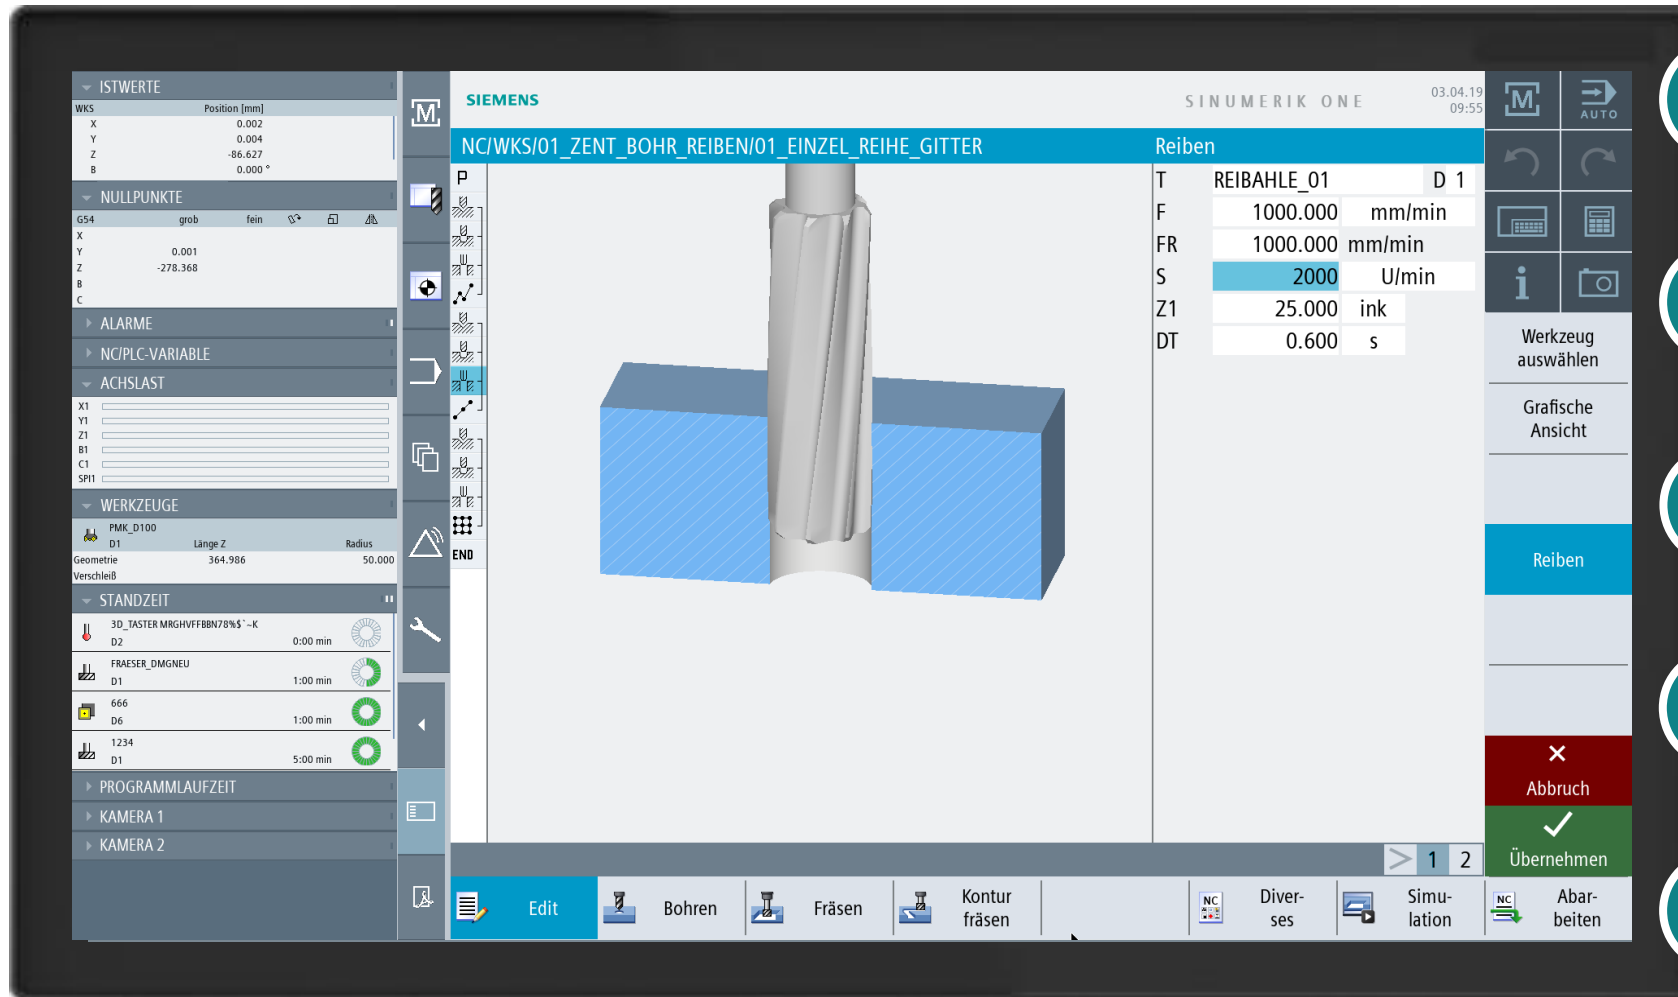 ISTWERTE
WKS Position [mm]
X 0.002
Y 0.004
Z -86.627
B 0.000 °
NULLPUNKTE
G54 grob fein
X
Y 0.001
Z -278.368
B
C
ALARME
NC/PLC-VARIABLE
ACHSLAST
X1
Y1
Z1
B1
C1
SPI1
WERKZEUGE
PMK_D100
D1 Länge Z Radius
Geometrie 364.986 50.000
Verschleiß
STANDZEIT
3D_TASTER MRGHVFFBBN78%$`~K
D2 0:00 min
FRAESER_DMGNEU
D1 1:00 min
666
D6 1:00 min
1234
D1 5:00 min
PROGRAMMLAUFZEIT
KAMERA 1
KAMERA 2
M
SIEMENS
SINUMERIK ONE
03.04.19
09:55
NC/WKS/01_ZENT_BOHR_REIBEN/01_EINZEL_REIHE_GITTER
Reiben
P
END
T REIBAHLE_01 D 1
F 1000.000 mm/min
FR 1000.000 mm/min
S 2000 U/min
Z1 25.000 ink
DT 0.600 s
M
AUTO
i
Werkzeug
auswählen
Grafische
Ansicht
Reiben
Abbruch
Übernehmen
> 1 2
Edit
Bohren
Fräsen
Kontur
fräsen
NC
Diver-
ses
Simu-
lation
NC
Abar-
beiten